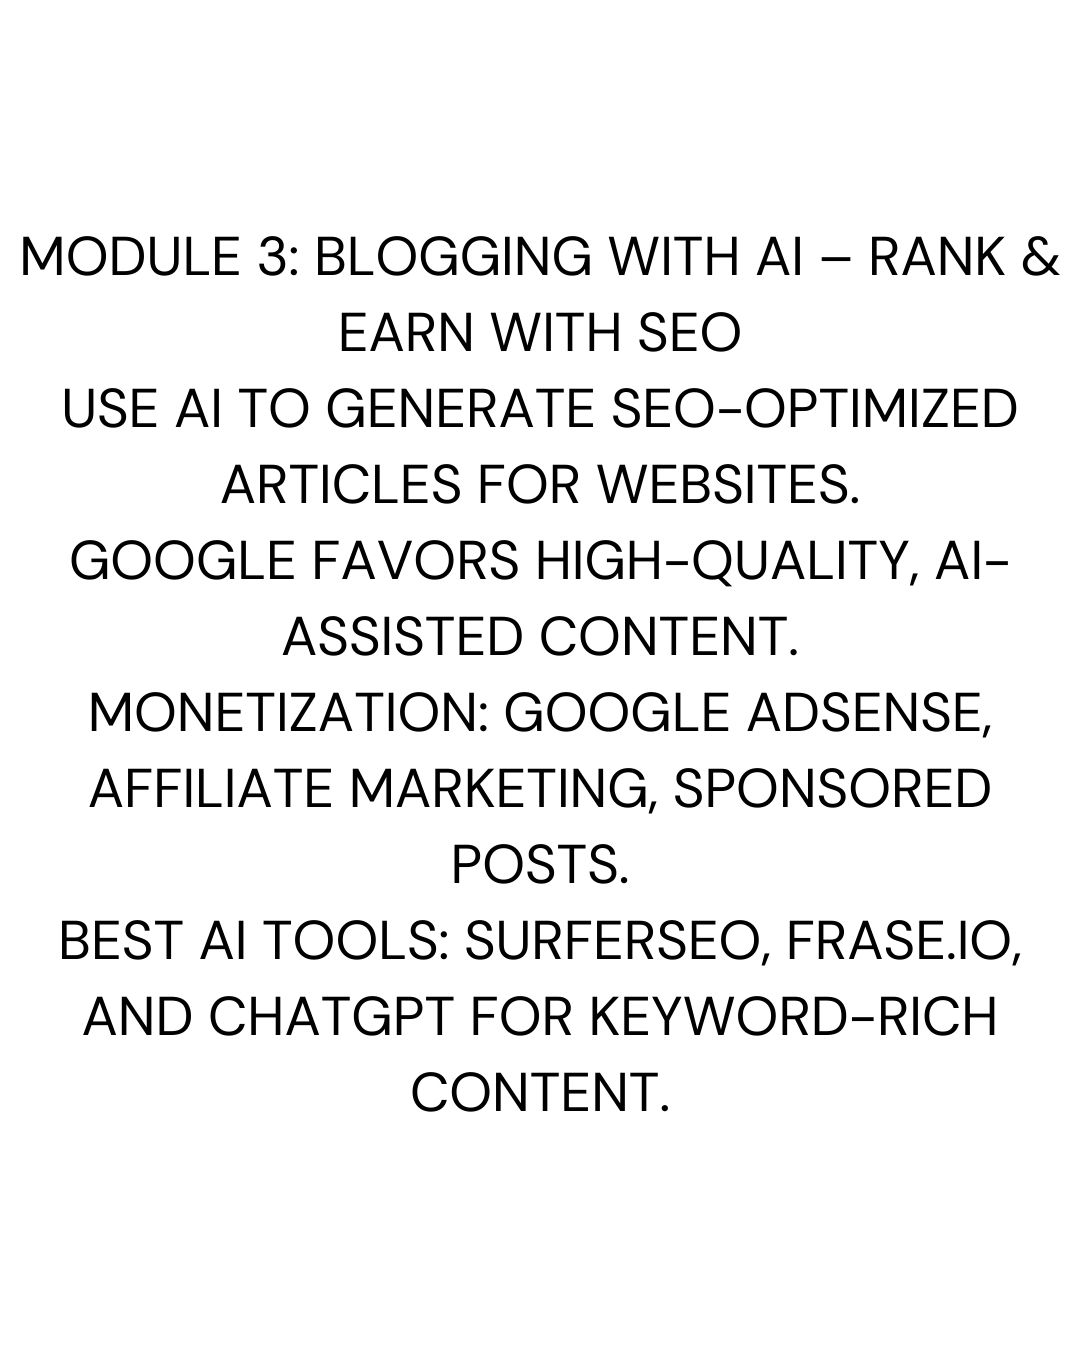 MODULE 3: BLOGGING WITH AI – RANK &
EARN WITH SEO
USE AI TO GENERATE SEO-OPTIMIZED
ARTICLES FOR WEBSITES.
GOOGLE FAVORS HIGH-QUALITY, AI-
ASSISTED CONTENT.
MONETIZATION: GOOGLE ADSENSE,
AFFILIATE MARKETING, SPONSORED
POSTS.
BEST AI TOOLS: SURFERSEO, FRASE.IO,
AND CHATGPT FOR KEYWORD-RICH
CONTENT.